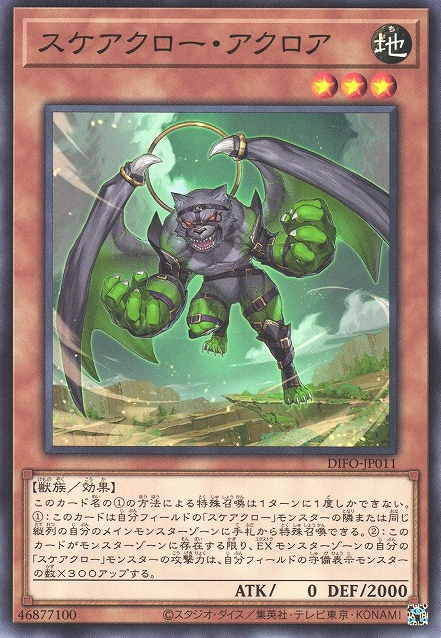 スケアクロー・アクロア
地
DIFO-JP011
【獣族／効果】
このカード名の①の方法による特殊召喚は１ターンに１度しかできない。
①：このカードは自分フィールドの「スケアクロー」モンスターの隣または同じ
縦列の自分のメインモンスターゾーンに手札から特殊召喚できる。②：この
カードがモンスターゾーンに存在する限り、EXモンスターゾーンの自分の
「スケアクロー」モンスターの攻撃力は、自分フィールドの守備表示モンスター
の数×３００アップする。
ATK/ 0 DEF/2000
46877100 ©スタジオ・ダイス／集英社・テレビ東京・KONAMI